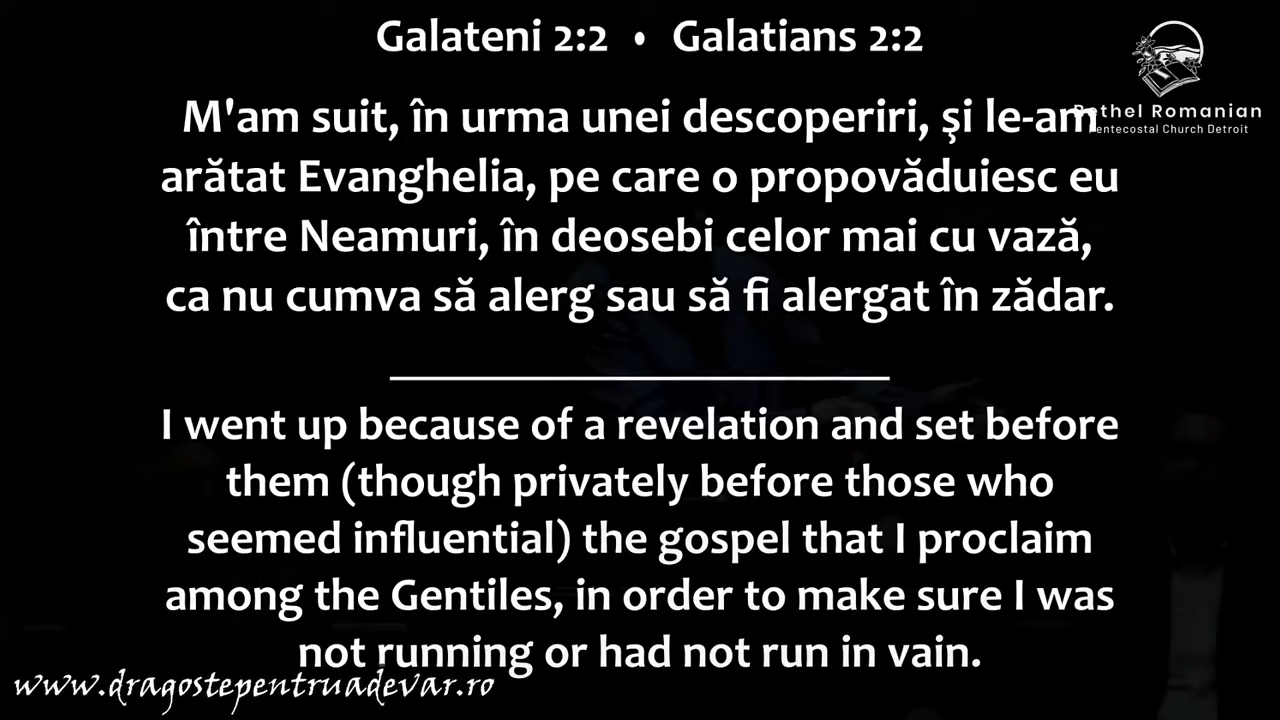 Galateni 2:2 • Galatians 2:2
M'am suit, în urma unei descoperiri, şi le-am
Bethel Romanian
Pentecostal Church Detroit
arătat Evanghelia, pe care o propovăduiesc eu
între Neamuri, în deosebi celor mai cu vază,
ca nu cumva să alerg sau să fi alergat în zădar.
I went up because of a revelation and set before
them (though privately before those who
seemed influential) the gospel that I proclaim
among the Gentiles, in order to make sure I was
not running or had not run in vain.
www.dragostepentruadevar.ro